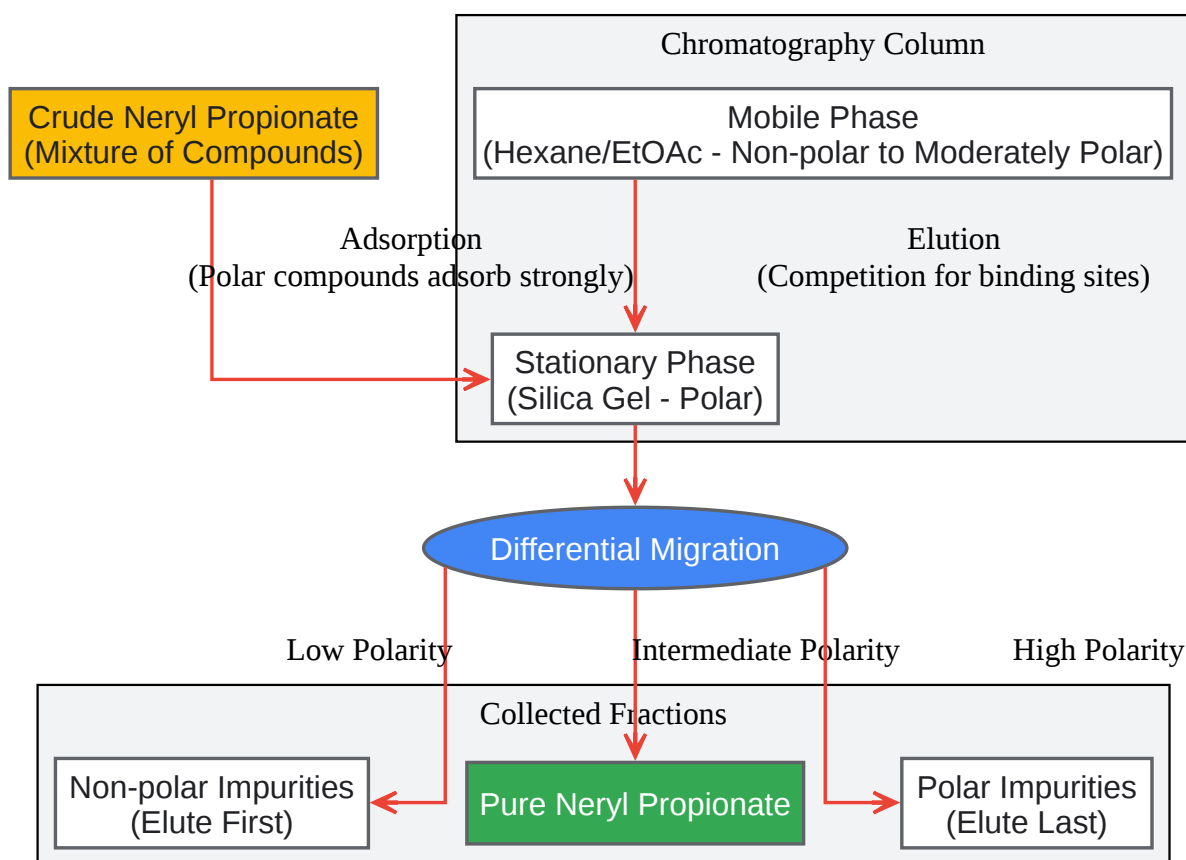 Chromatography Column
Crude Neryl Propionate
(Mixture of Compounds)
Mobile Phase
(Hexane/EtOAc - Non-polar to Moderately Polar)
Adsorption
(Polar compounds adsorb strongly)
Elution
(Competition for binding sites)
Stationary Phase
(Silica Gel - Polar)
Differential Migration
Low Polarity
Intermediate Polarity
High Polarity
Collected Fractions
Non-polar Impurities
(Elute First)
Pure Neryl Propionate
Polar Impurities
(Elute Last)